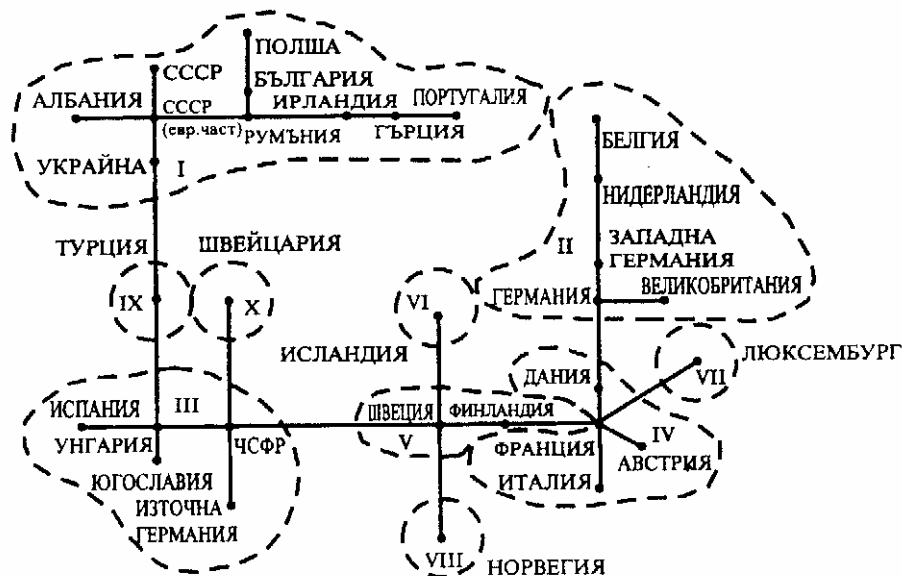 ПОЛША
СССР
БЪЛГАРИЯ
АЛБАНИЯ
СССР
(евр.част)
ИРЛАНДИЯ
ПОРТУГАЛИЯ
РУМЪНИЯ
ГЪРЦИЯ
УКРАЙНА
I
БЕЛГИЯ
НИДЕРЛАНДИЯ
II
ЗАПАДНА
ГЕРМАНИЯ
ГЕРМАНИЯ
ВЕЛИКОБРИТАНИЯ
ТУРЦИЯ
ШВЕЙЦАРИЯ
IX
X
VI
ИСЛАНДИЯ
ЛЮКСЕМБУРГ
VII
ДАНИЯ
ИСПАНИЯ
III
УНГАРИЯ
ЧСФР
ШВЕЦИЯ
ФИНЛАНДИЯ
V
ФРАНЦИЯ
IV
АВСТРИЯ
ИТАЛИЯ
ЮГОСЛАВИЯ
ИЗТОЧНА
ГЕРМАНИЯ
VIII
НОРВЕГИЯ